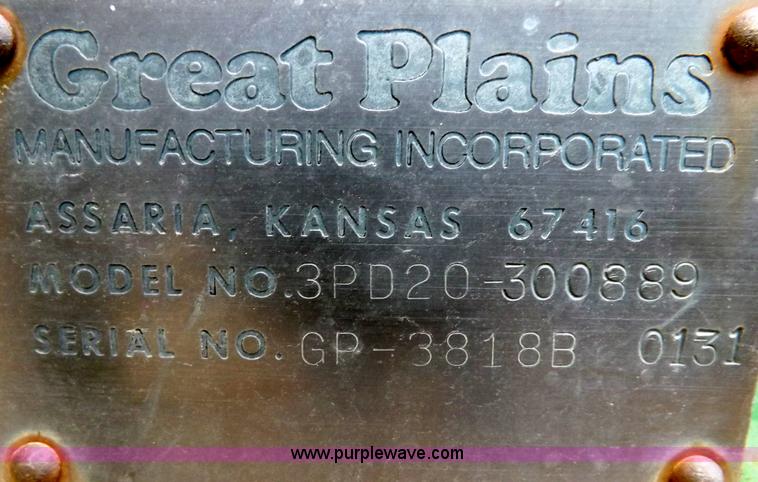 Great Plains
MANUFACTURING INCORPORATED
ASSARIA, KANSAS 67416
MODEL NO. 3PD20-300889
SERIAL NO. GP-3818B 0131
www.purplewave.com